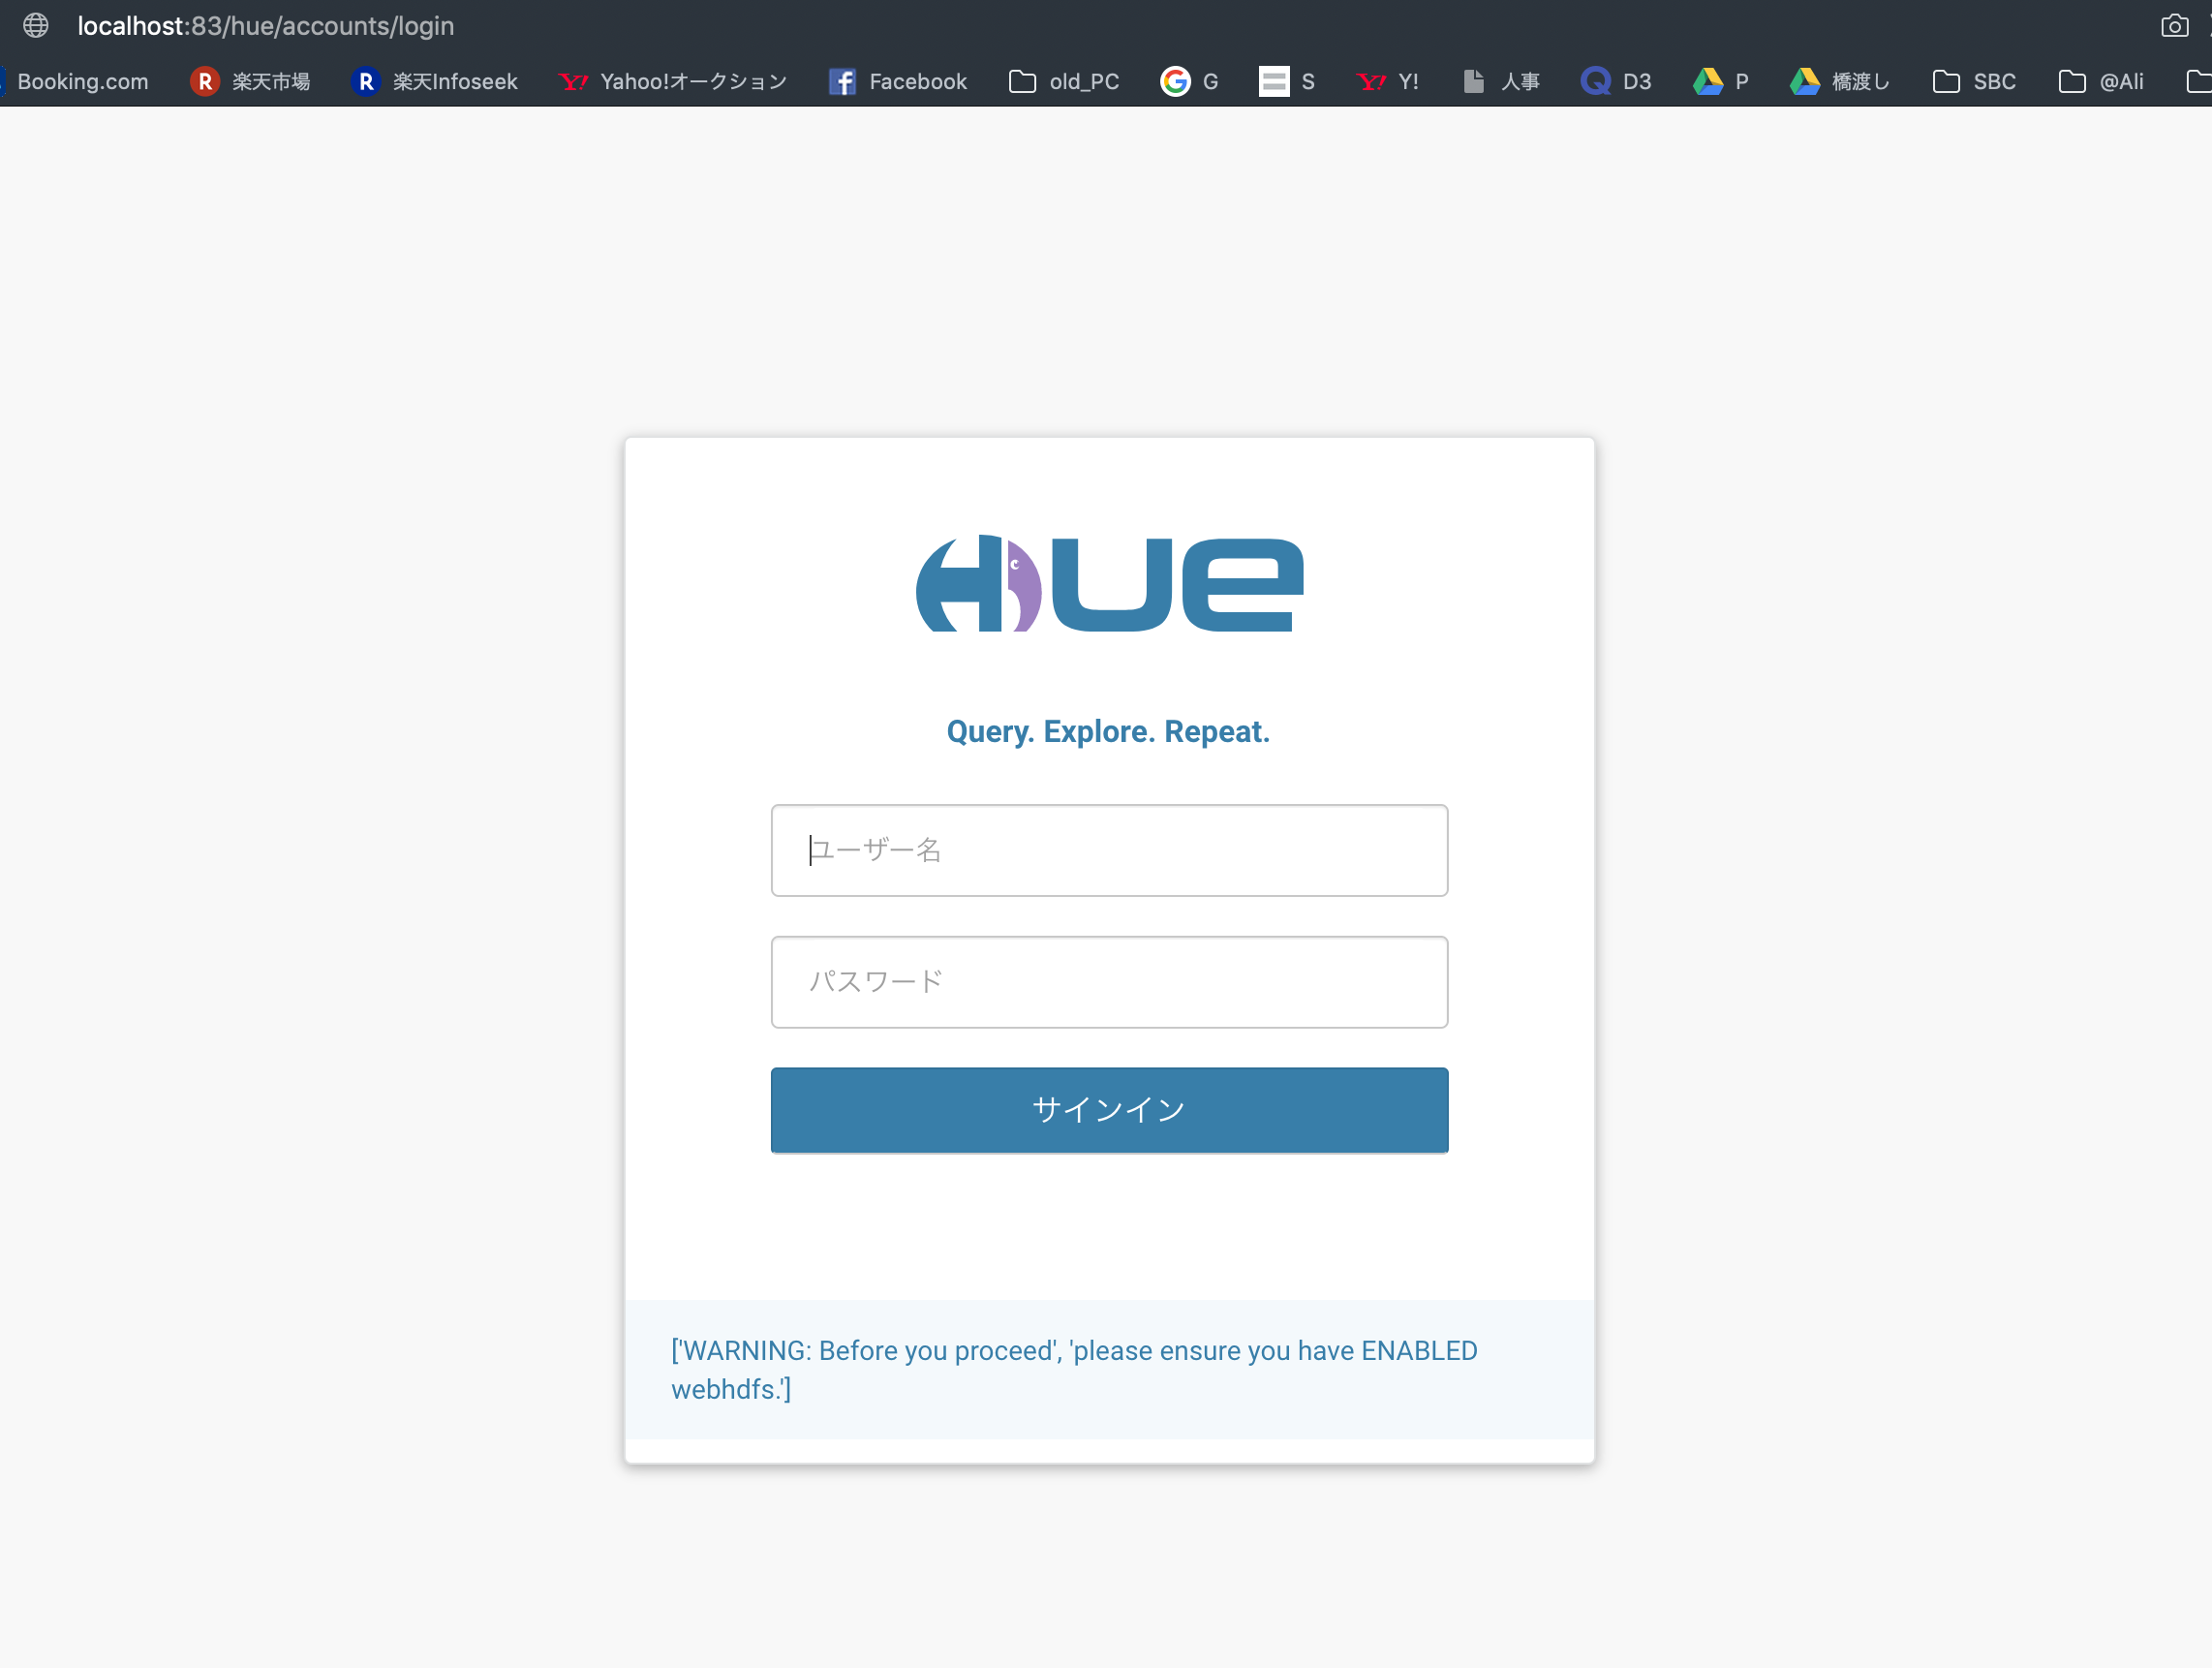 localhost:83/hue/accounts/login
Booking.com 楽天市場 楽天Infoseek Yahoo!オークション Facebook old_PC G S Y! 人事 D3 P 橋渡し SBC @Ali
Hue
Query. Explore. Repeat.
ユーザー名
パスワード
サインイン
['WARNING: Before you proceed', 'please ensure you have ENABLED
webhdfs.']